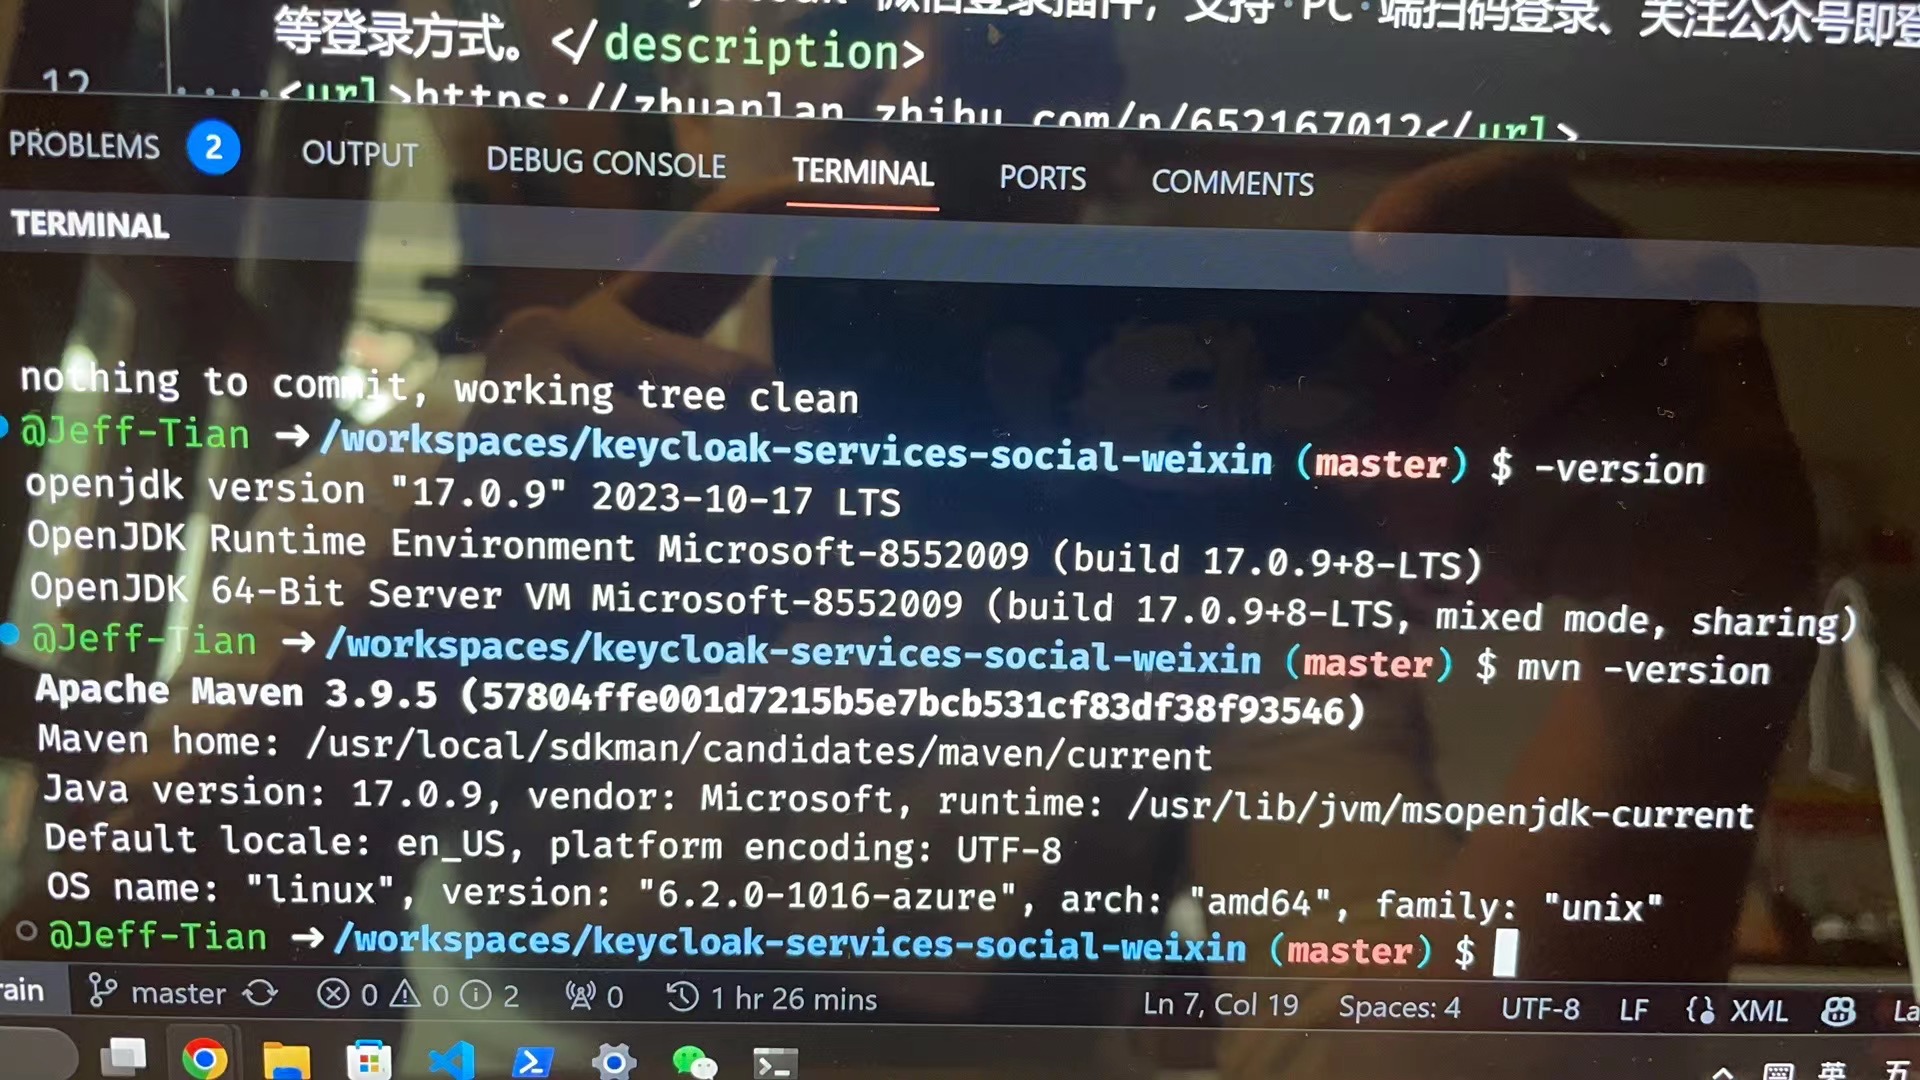 微信登录插件，支持·PC·端扫码登录、关注公众号即登
等登录方式。</description>
12 ····<url>https://zhuanlan.zhihu.com/p/652167012</url>
PROBLEMS 2 OUTPUT DEBUG CONSOLE TERMINAL PORTS COMMENTS
TERMINAL
nothing to commit, working tree clean
@Jeff-Tian ➜ /workspaces/keycloak-services-social-weixin (master) $ -version
openjdk version "17.0.9" 2023-10-17 LTS
OpenJDK Runtime Environment Microsoft-8552009 (build 17.0.9+8-LTS)
OpenJDK 64-Bit Server VM Microsoft-8552009 (build 17.0.9+8-LTS, mixed mode, sharing)
@Jeff-Tian ➜ /workspaces/keycloak-services-social-weixin (master) $ mvn -version
Apache Maven 3.9.5 (57804ffe001d7215b5e7bcb531cf83df38f93546)
Maven home: /usr/local/sdkman/candidates/maven/current
Java version: 17.0.9, vendor: Microsoft, runtime: /usr/lib/jvm/msopenjdk-current
Default locale: en_US, platform encoding: UTF-8
OS name: "linux", version: "6.2.0-1016-azure", arch: "amd64", family: "unix"
@Jeff-Tian ➜ /workspaces/keycloak-services-social-weixin (master) $
rain master 0 0 2 0 1 hr 26 mins Ln 7, Col 19 Spaces: 4 UTF-8 LF XML La
英 五